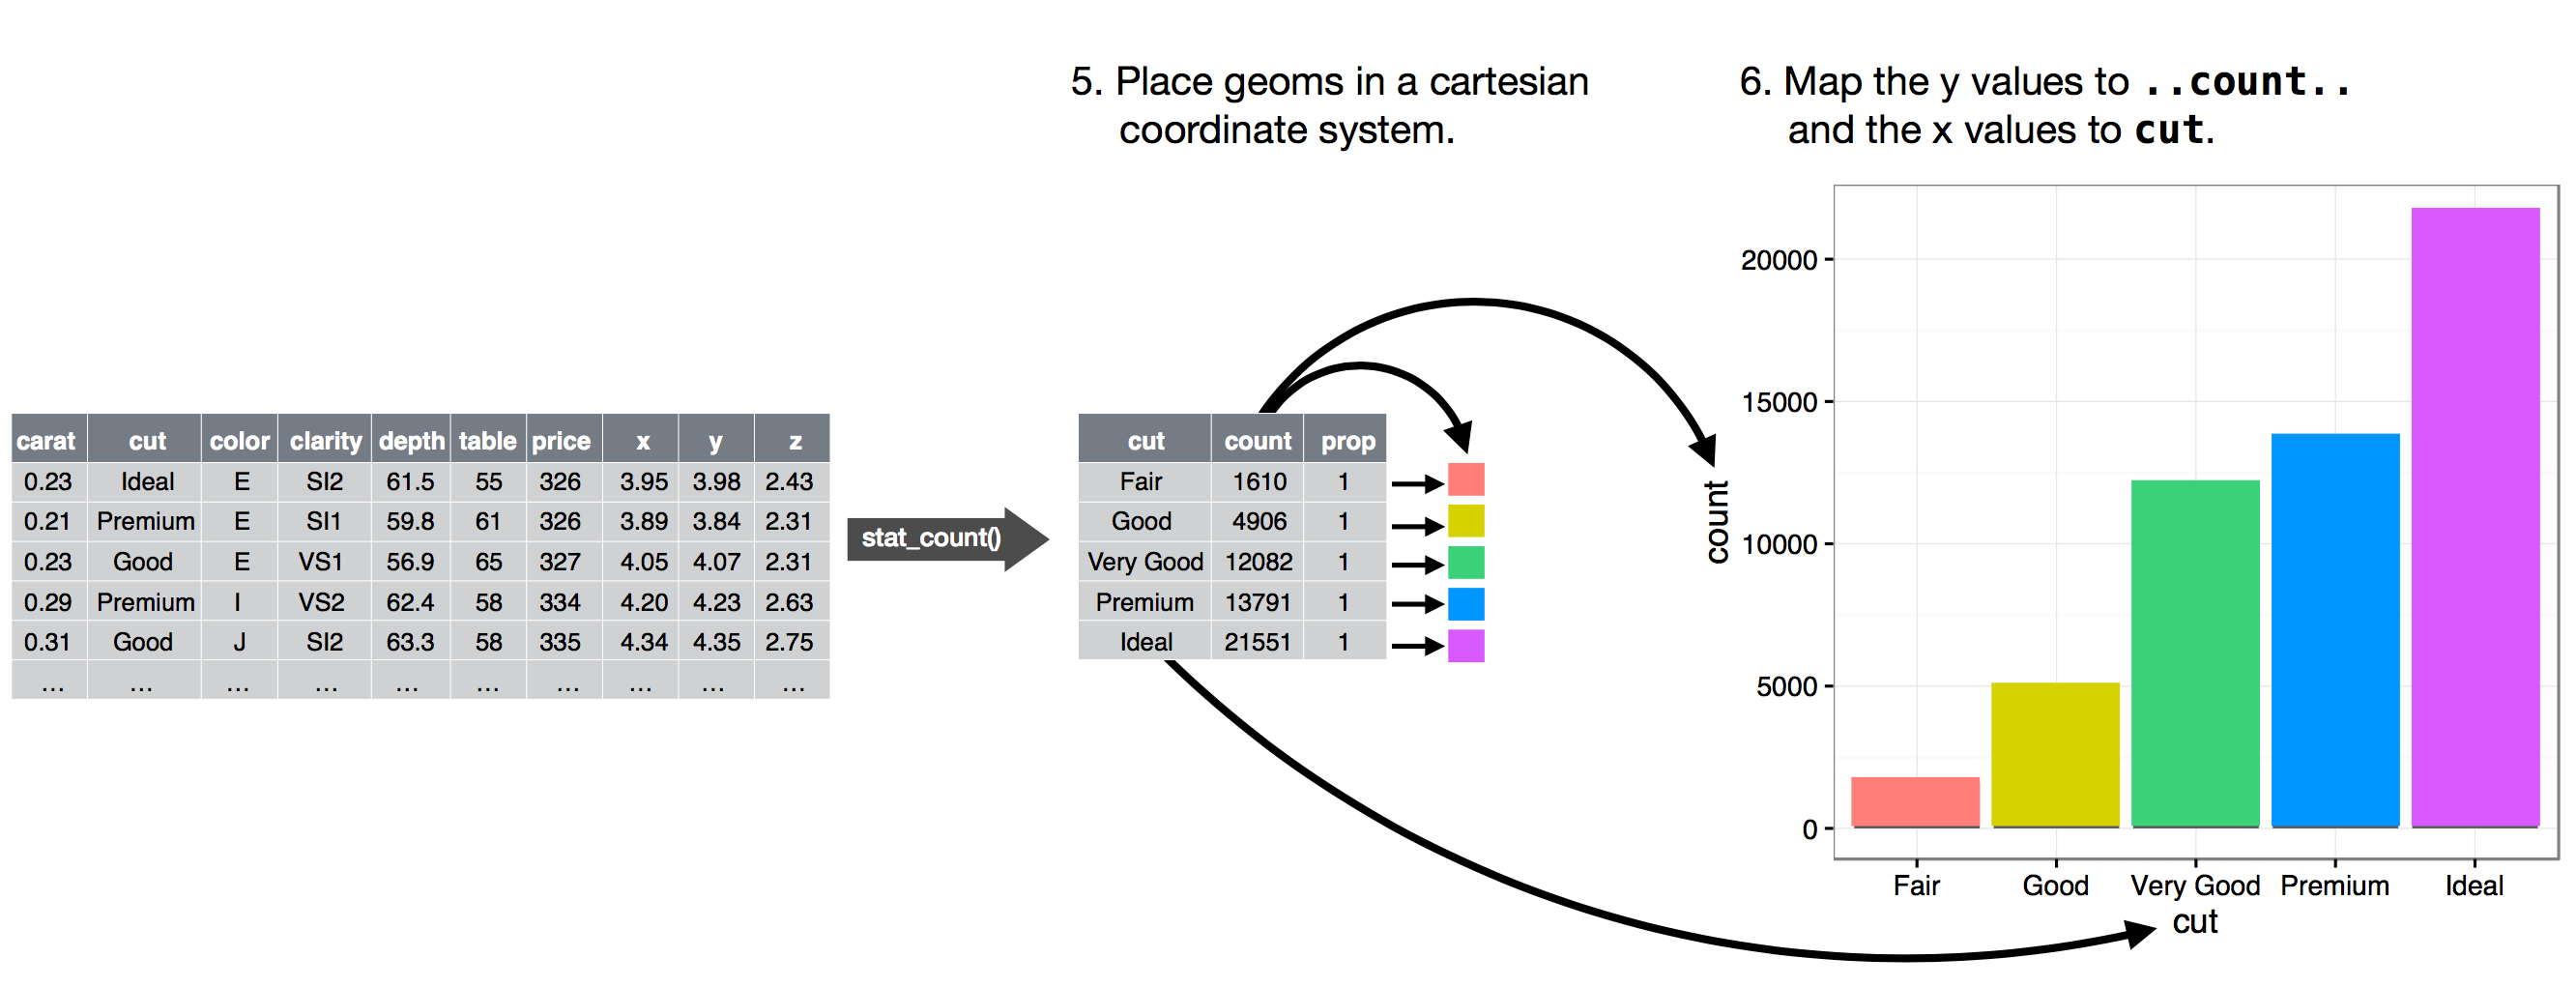 5. Place geoms in a cartesian
coordinate system.
6. Map the y values to ..count..
and the x values to cut.
carat cut color clarity depth table price x y z
0.23 Ideal E SI2 61.5 55 326 3.95 3.98 2.43
0.21 Premium E SI1 59.8 61 326 3.89 3.84 2.31
0.23 Good E VS1 56.9 65 327 4.05 4.07 2.31
0.29 Premium I VS2 62.4 58 334 4.20 4.23 2.63
0.31 Good J SI2 63.3 58 335 4.34 4.35 2.75
... ... ... ... ... ... ... ... ... ...
stat_count()
cut count prop
Fair 1610 1
Good 4906 1
Very Good 12082 1
Premium 13791 1
Ideal 21551 1
count
20000
15000
10000
5000
0
Fair Good Very Good Premium Ideal
cut